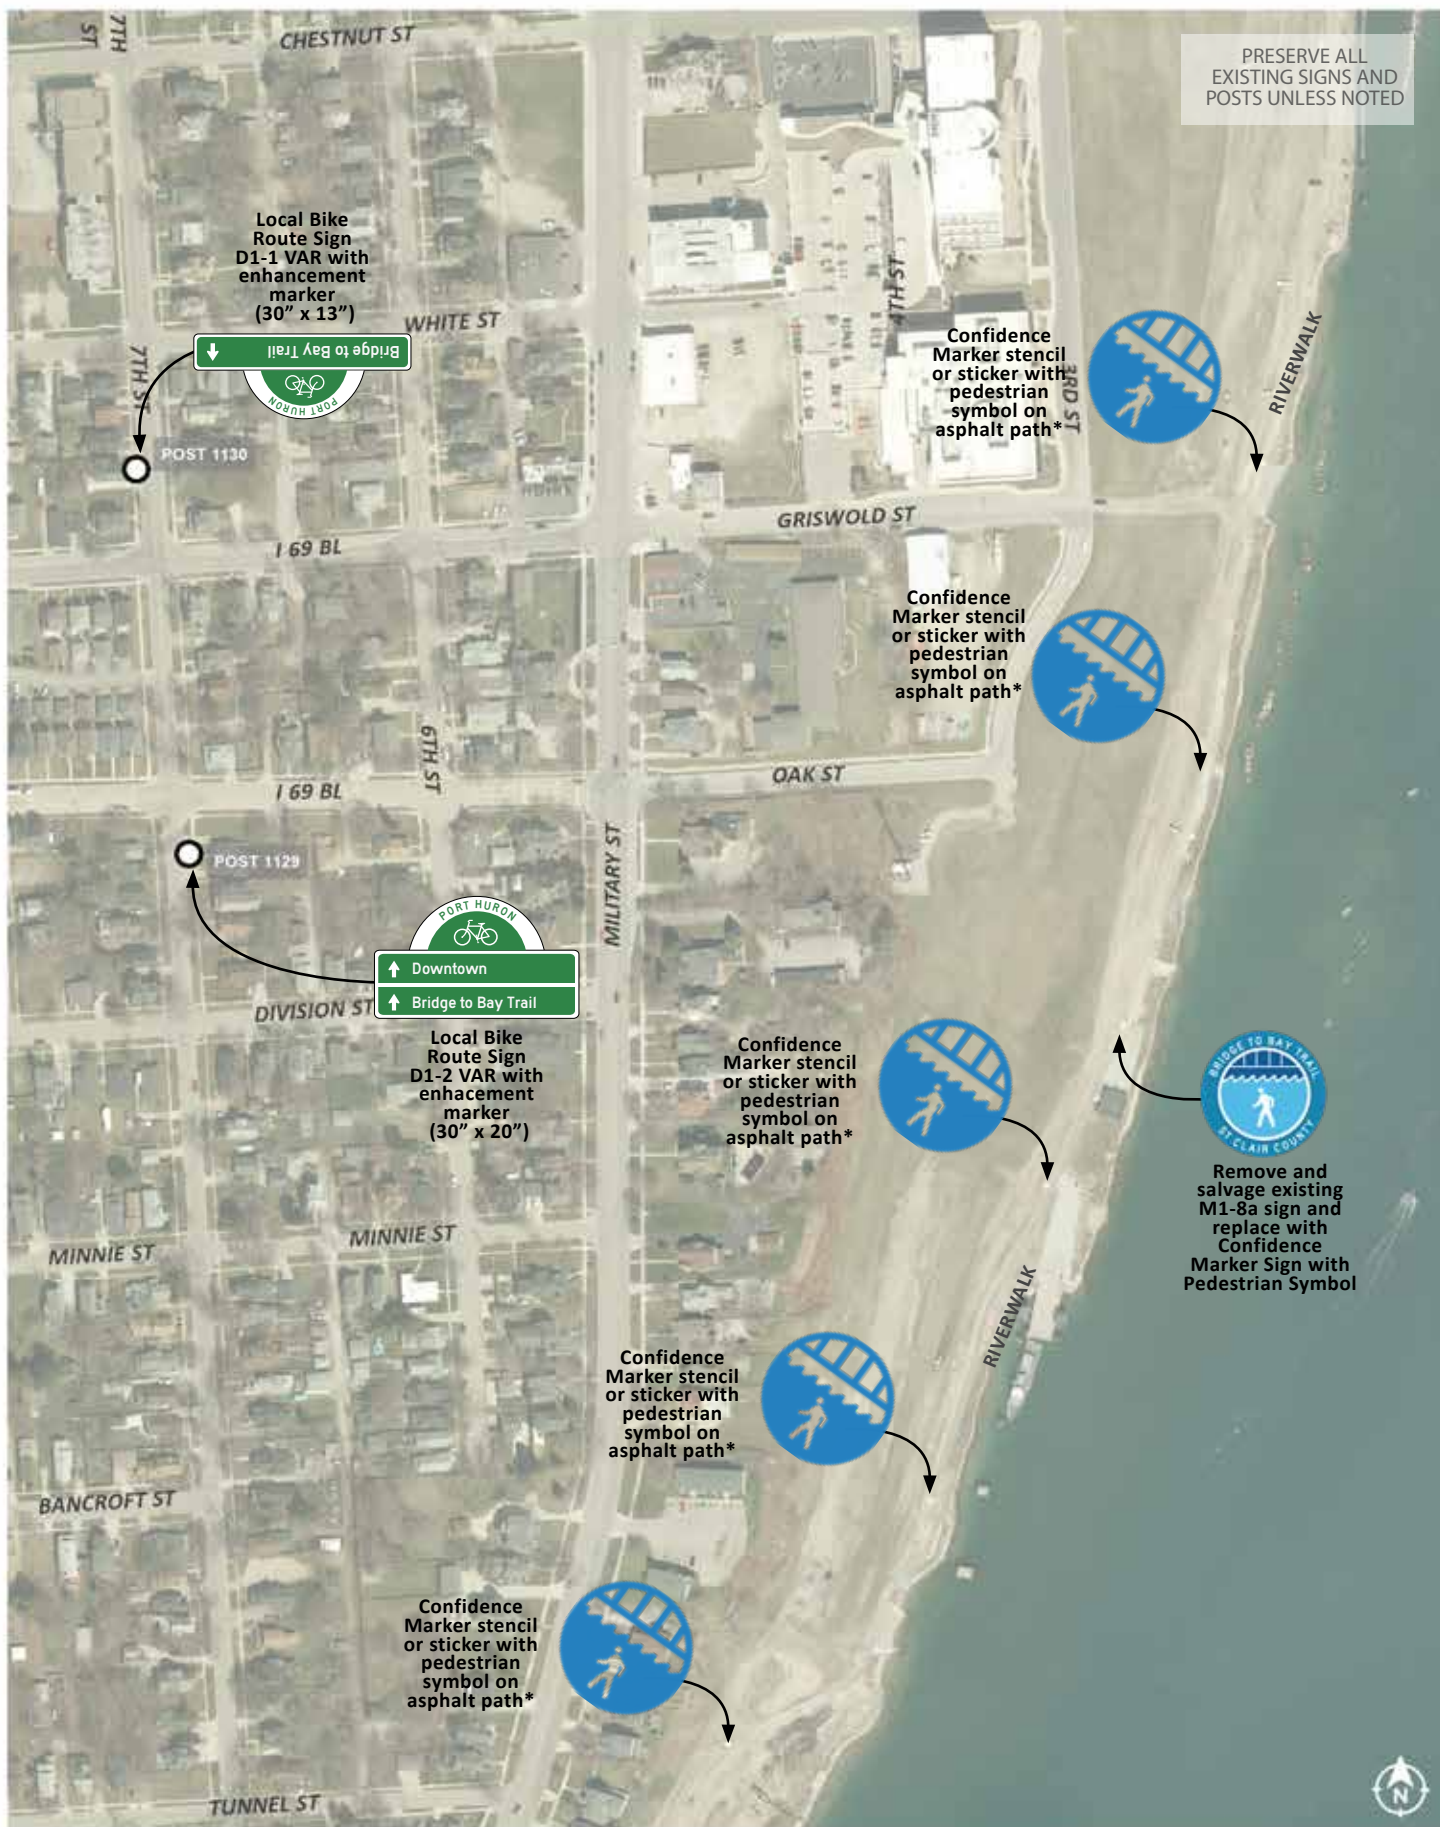 7TH
ST
CHESTNUT ST
PRESERVE ALL
EXISTING SIGNS AND
POSTS UNLESS NOTED
Local Bike
Route Sign
D1-1 VAR with
enhancement
marker
(30" x 13")
WHITE ST
Bridge to Bay Trail
PORT HURON
7TH ST
POST 1130
4TH ST
3RD ST
Confidence
Marker stencil
or sticker with
pedestrian
symbol on
asphalt path*
RIVERWALK
GRISWOLD ST
I 69 BL
Confidence
Marker stencil
or sticker with
pedestrian
symbol on
asphalt path*
6TH ST
OAK ST
I 69 BL
POST 1129
MILITARY ST
PORT HURON
Downtown
Bridge to Bay Trail
DIVISION ST
Local Bike
Route Sign
D1-2 VAR with
enhacement
marker
(30" x 20")
Confidence
Marker stencil
or sticker with
pedestrian
symbol on
asphalt path*
BRIDGE TO BAY TRAIL
ST CLAIR COUNTY
Remove and
salvage existing
M1-8a sign and
replace with
Confidence
Marker Sign with
Pedestrian Symbol
MINNIE ST
MINNIE ST
RIVERWALK
Confidence
Marker stencil
or sticker with
pedestrian
symbol on
asphalt path*
BANCROFT ST
Confidence
Marker stencil
or sticker with
pedestrian
symbol on
asphalt path*
TUNNEL ST
N